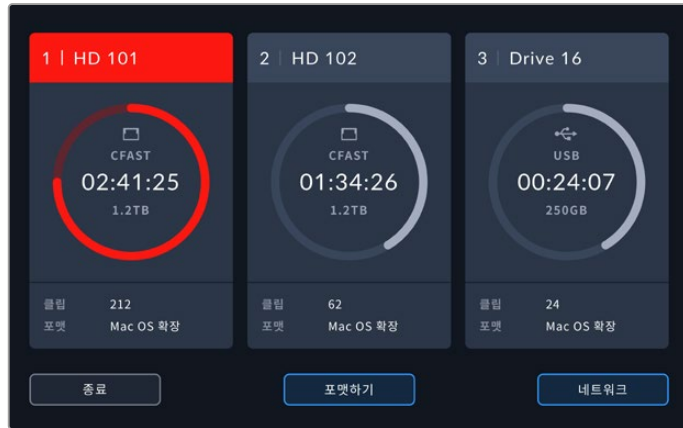 1 | HD 101
CFAST
02:41:25
1.2TB
클립 212
포맷 Mac OS 확장
2 | HD 102
CFAST
01:34:26
1.2TB
클립 62
포맷 Mac OS 확장
3 | Drive 16
USB
00:24:07
250GB
클립 24
포맷 Mac OS 확장
종료
포맷하기
네트워크